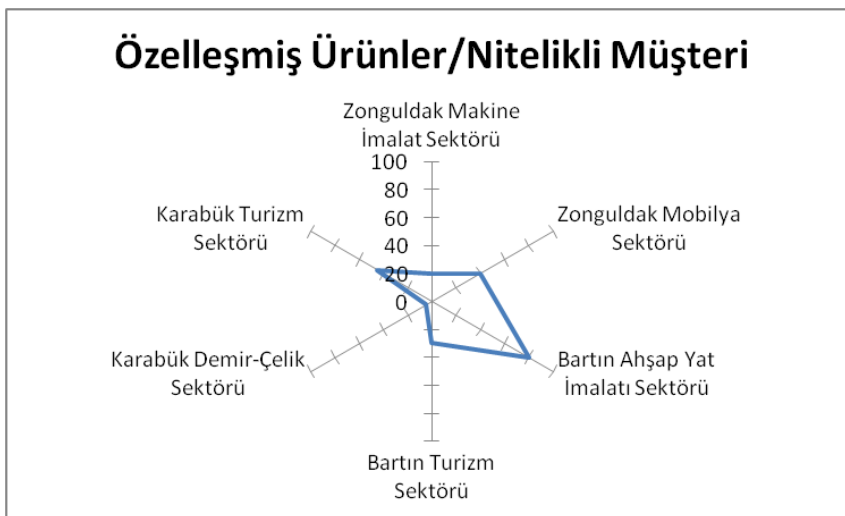 Özelleşmiş Ürünler/Nitelikli Müşteri
Zonguldak Makine
İmalat Sektörü
100
80
60
40
20
0
Zonguldak Mobilya
Sektörü
Bartın Ahşap Yat
İmalatı Sektörü
Bartın Turizm
Sektörü
Karabük Demir-Çelik
Sektörü
Karabük Turizm
Sektörü